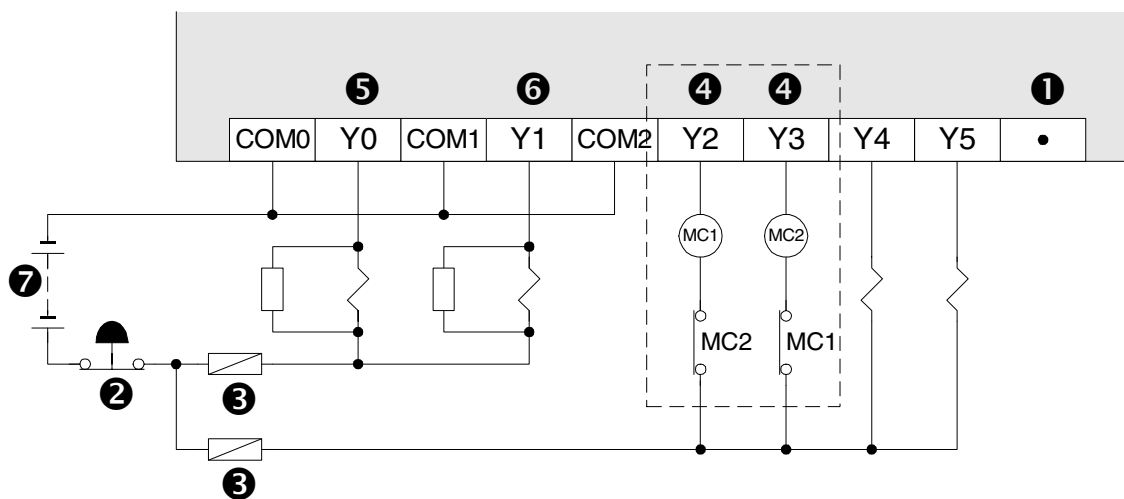 ❺ ❻ ❹ ❹ ❶
COM0 Y0 COM1 Y1 COM2 Y2 Y3 Y4 Y5 •
MC1 MC2
❼
MC2 MC1
❷
❸
❸